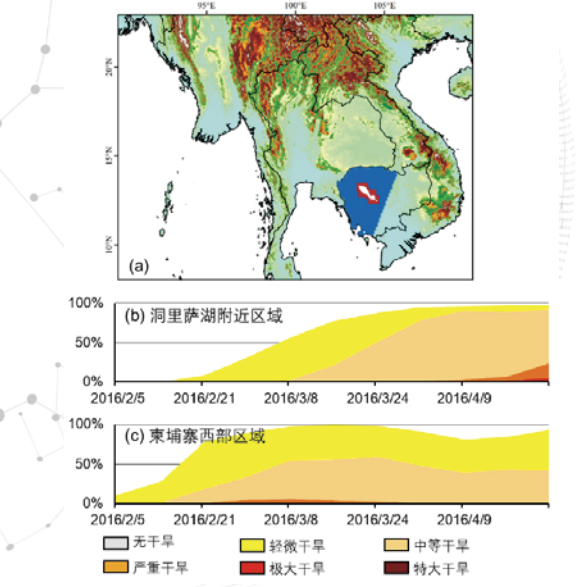 95°E 100°E 105°E
20°N
15°N
10°N
(a)
100% (b) 洞里萨湖附近区域
50%
0%
2016/2/5 2016/2/21 2016/3/8 2016/3/24 2016/4/9
100% (c) 柬埔寨西部区域
50%
0%
2016/2/5 2016/2/21 2016/3/8 2016/3/24 2016/4/9
无干旱 轻微干旱 中等干旱
严重干旱 极大干旱 特大干旱